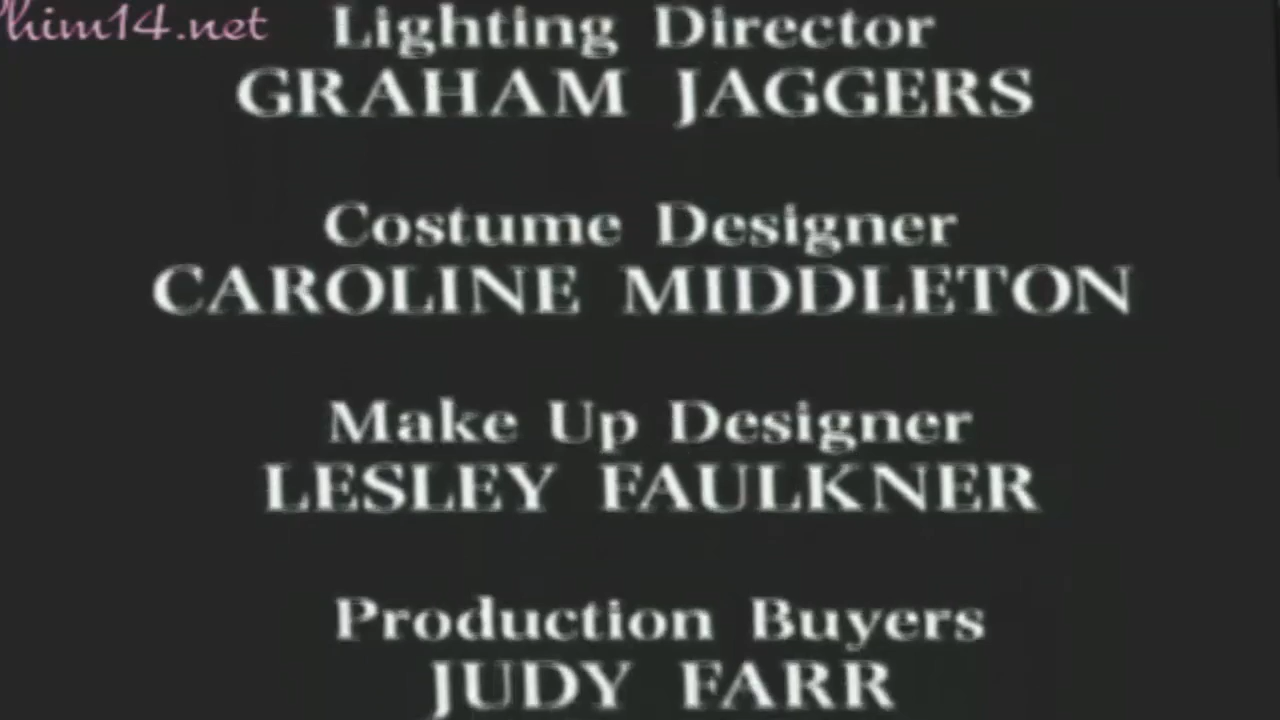 Phim14.net
Lighting Director
GRAHAM JAGGERS
Costume Designer
CAROLINE MIDDLETON
Make Up Designer
LESLEY FAULKNER
Production Buyers
JUDY FARR